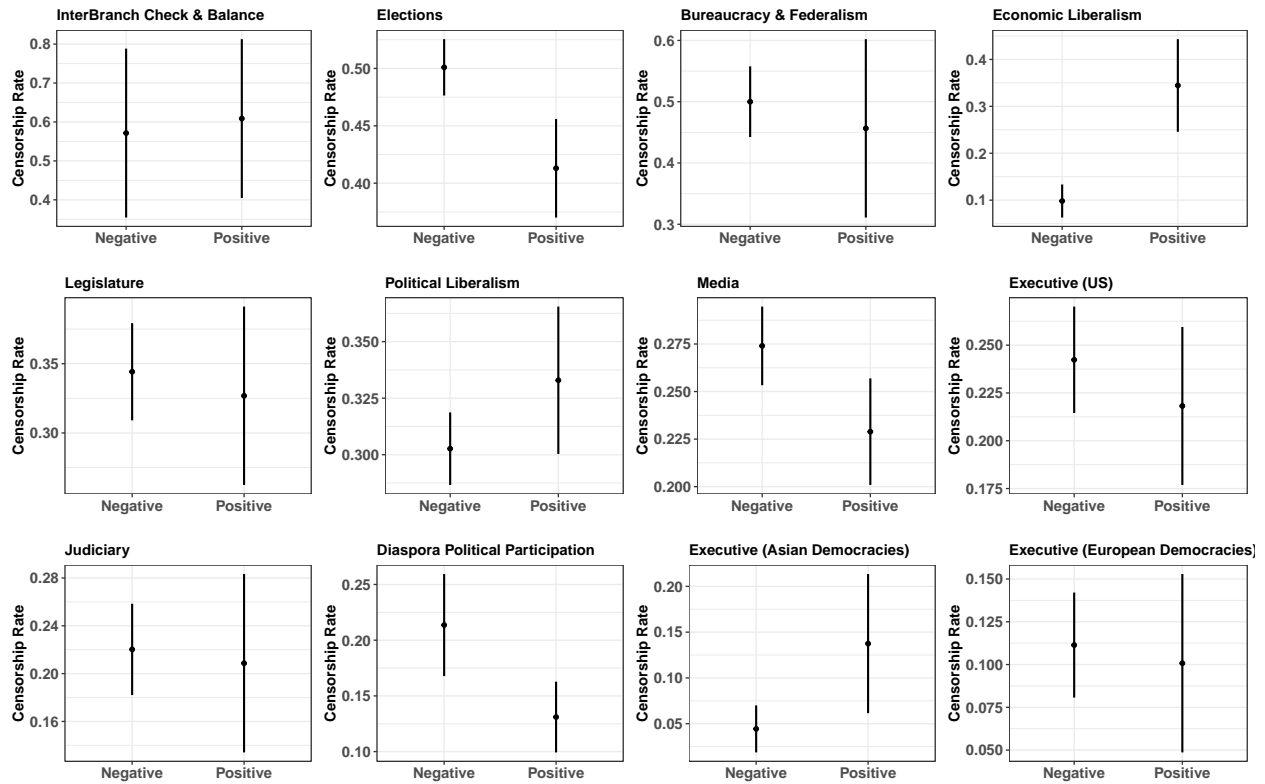 InterBranch Check & Balance
Censorship Rate
0.8
0.7
0.6
0.5
0.4
Negative Positive
Elections
Censorship Rate
0.50
0.45
0.40
Negative Positive
Bureaucracy & Federalism
Censorship Rate
0.6
0.5
0.4
0.3
Negative Positive
Economic Liberalism
Censorship Rate
0.4
0.3
0.2
0.1
Negative Positive
Legislature
Censorship Rate
0.35
0.30
Negative Positive
Political Liberalism
Censorship Rate
0.350
0.325
0.300
Negative Positive
Media
Censorship Rate
0.275
0.250
0.225
0.200
Negative Positive
Executive (US)
Censorship Rate
0.250
0.225
0.200
0.175
Negative Positive
Judiciary
Censorship Rate
0.28
0.24
0.20
0.16
Negative Positive
Diaspora Political Participation
Censorship Rate
0.25
0.20
0.15
0.10
Negative Positive
Executive (Asian Democracies)
Censorship Rate
0.20
0.15
0.10
0.05
Negative Positive
Executive (European Democracies)
Censorship Rate
0.150
0.125
0.100
0.075
0.050
Negative Positive